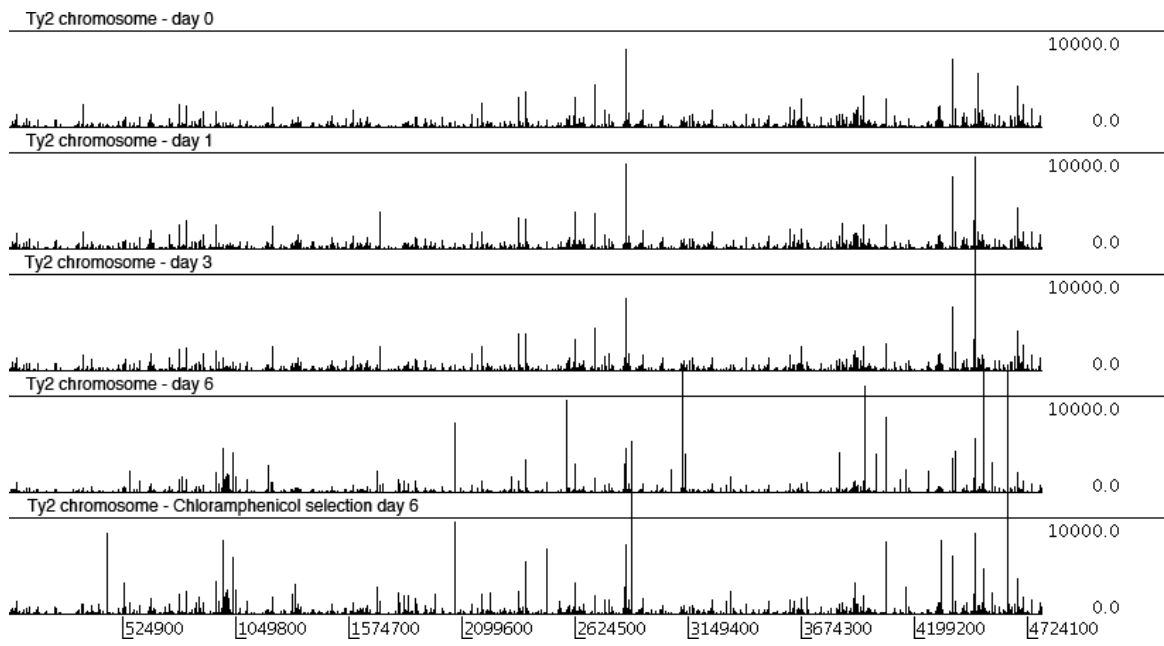 Ty2 chromosome - day 0
10000.0
0.0
Ty2 chromosome - day 1
10000.0
0.0
Ty2 chromosome - day 3
10000.0
0.0
Ty2 chromosome - day 6
10000.0
0.0
Ty2 chromosome - Chloramphenicol selection day 6
10000.0
0.0
524900 1049800 1574700 2099600 2624500 3149400 3674300 4199200 4724100